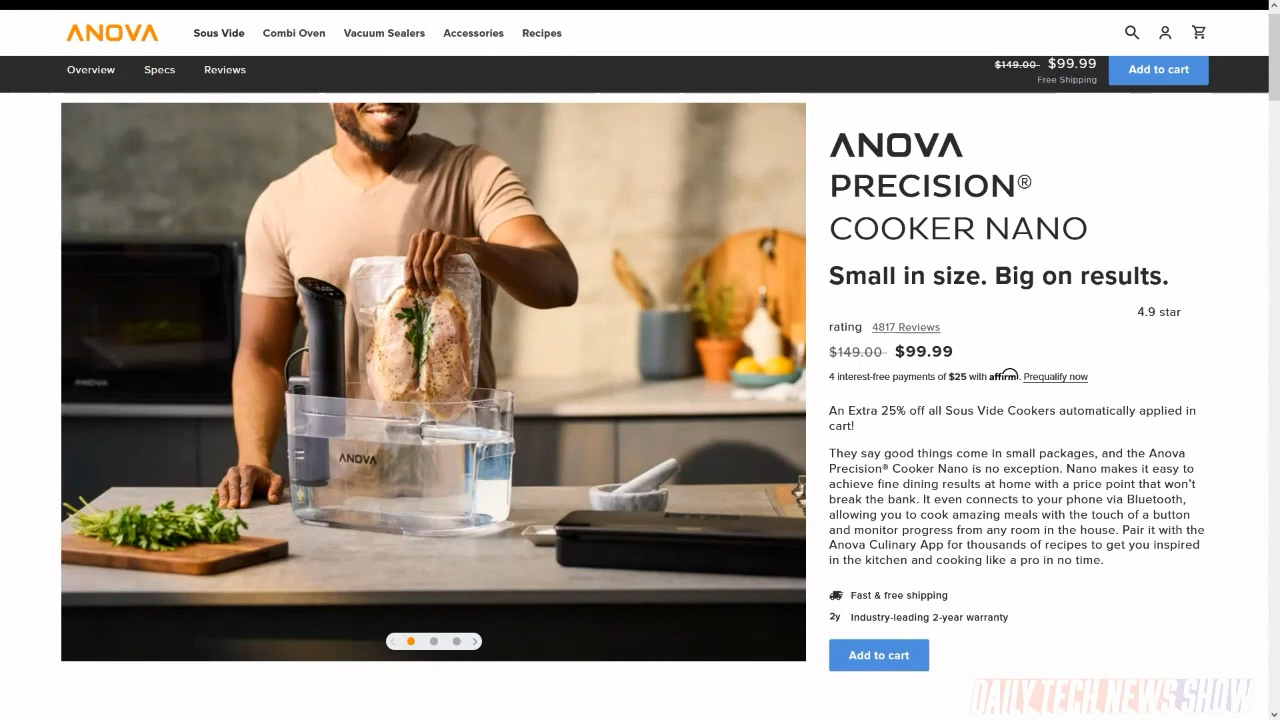 ANOVA
Sous Vide
Combi Oven
Vacuum Sealers
Accessories
Recipes
Overview
Specs
Reviews
$149.00 $99.99
Free Shipping
Add to cart
ANOVA
ANOVA
ANOVA
PRECISION®
COOKER NANO
Small in size. Big on results.
4.9 star
rating 4817 Reviews
$149.00 $99.99
4 interest-free payments of $25 with affirm. Prequalify now
An Extra 25% off all Sous Vide Cookers automatically applied in
cart!
They say good things come in small packages, and the Anova
Precision® Cooker Nano is no exception. Nano makes it easy to
achieve fine dining results at home with a price point that won't
break the bank. It even connects to your phone via Bluetooth,
allowing you to cook amazing meals with the touch of a button
and monitor progress from any room in the house. Pair it with the
Anova Culinary App for thousands of recipes to get you inspired
in the kitchen and cooking like a pro in no time.
Fast & free shipping
2y Industry-leading 2-year warranty
Add to cart
DAILY TECH NEWS SHOW